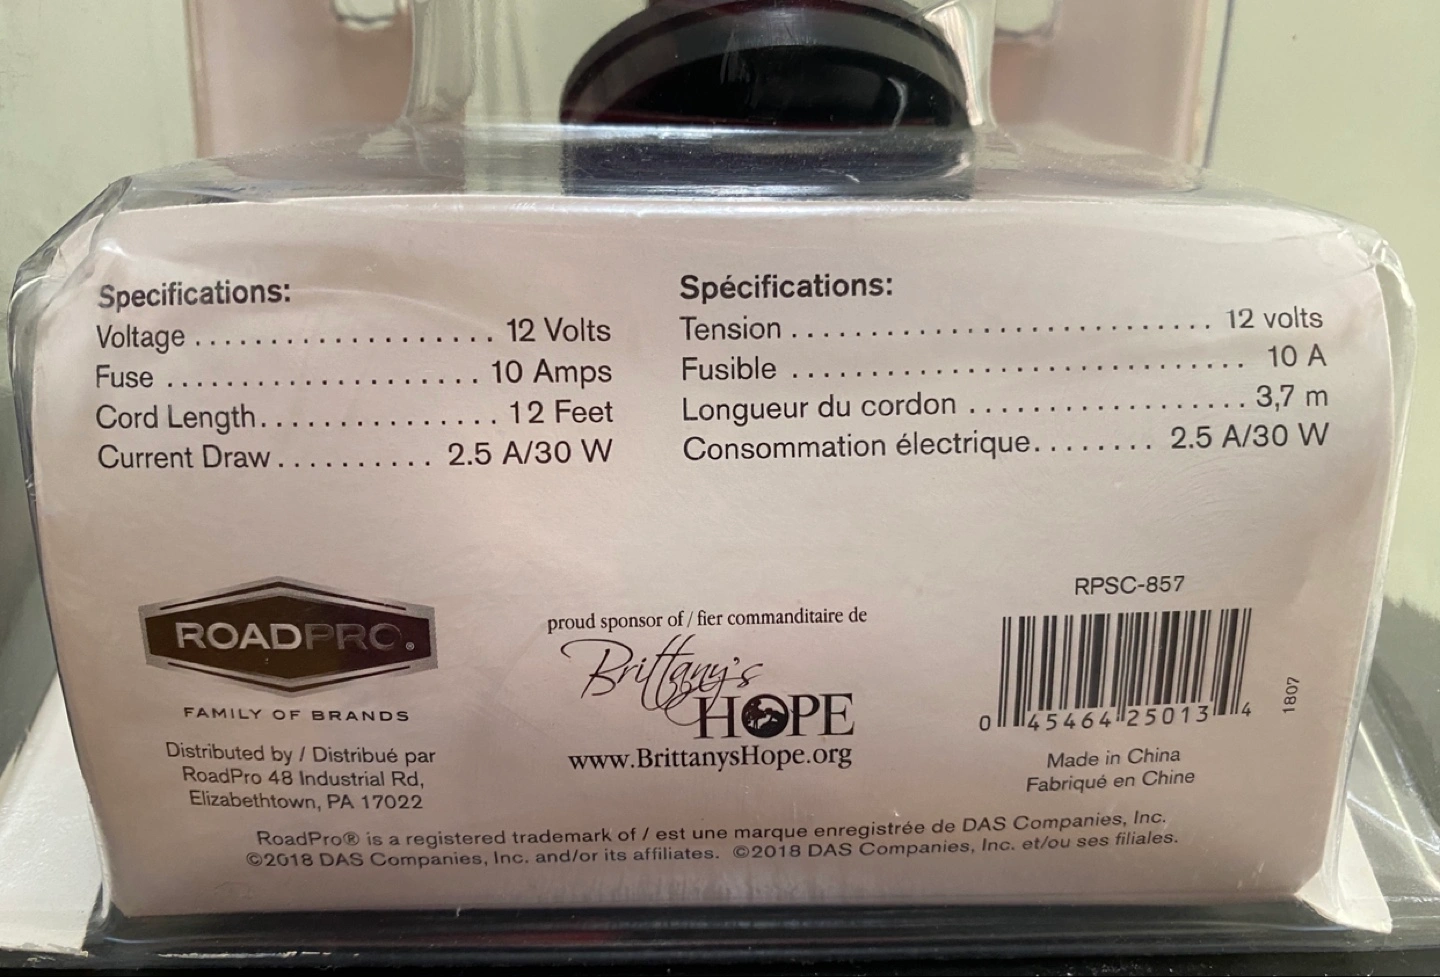 Specifications:
Voltage . . . . . . . . . . . . . . . . . . . . 12 Volts
Fuse . . . . . . . . . . . . . . . . . . . . . 10 Amps
Cord Length. . . . . . . . . . . . . . . . 12 Feet
Current Draw . . . . . . . . . . 2.5 A/30 W
Spécifications:
Tension . . . . . . . . . . . . . . . . . . . . . . . . . . . . 12 volts
Fusible . . . . . . . . . . . . . . . . . . . . . . . . . . . . . . 10 A
Longueur du cordon . . . . . . . . . . . . . . . . . . . 3,7 m
Consommation électrique. . . . . . . . 2.5 A/30 W
ROADPRO®
FAMILY OF BRANDS
Distributed by / Distribué par
RoadPro 48 Industrial Rd,
Elizabethtown, PA 17022
proud sponsor of / fier commanditaire de
Brittany's
HOPE
www.BrittanysHope.org
RPSC-857
0 45464 25013 4
1807
Made in China
Fabriqué en Chine
RoadPro® is a registered trademark of / est une marque enregistrée de DAS Companies, Inc.
©2018 DAS Companies, Inc. and/or its affiliates. ©2018 DAS Companies, Inc. et/ou ses filiales.